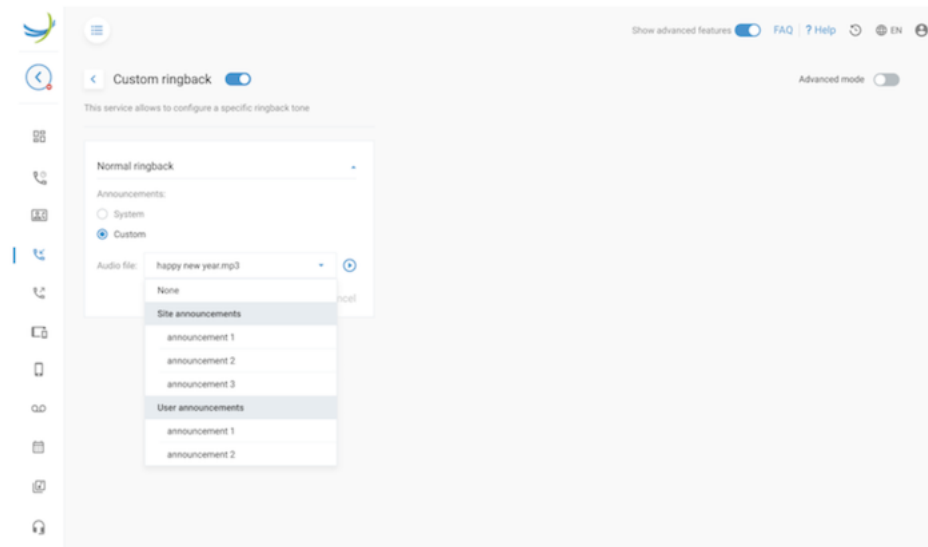 Show advanced features FAQ ? Help EN
Custom ringback Advanced mode
This service allows to configure a specific ringback tone
Normal ringback
Announcements:
System
Custom
Audio file: happy new year.mp3
None
ncel
Site announcements
announcement 1
announcement 2
announcement 3
User announcements
announcement 1
announcement 2